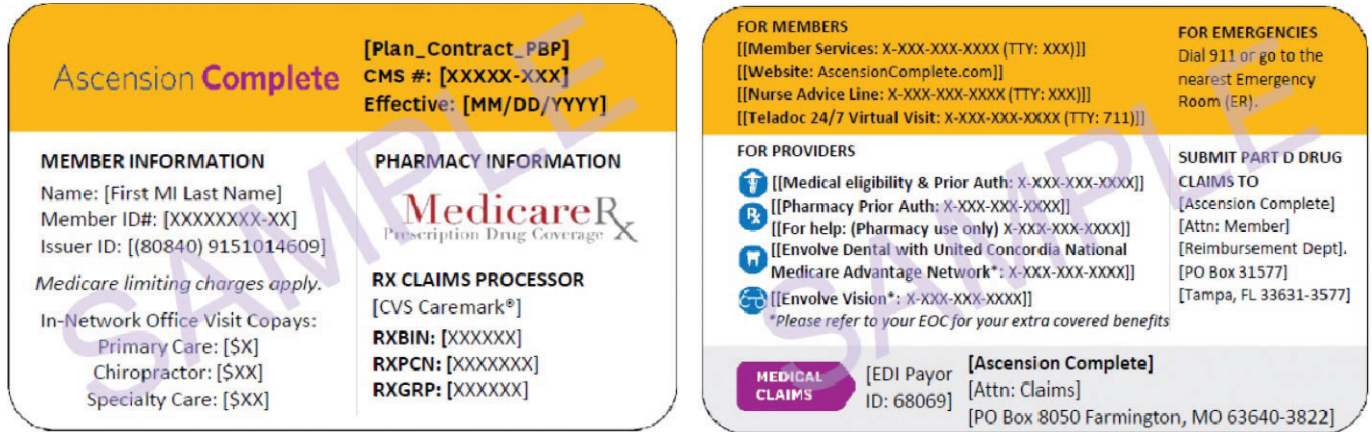 Ascension Complete
[Plan_Contract_PBP]
CMS #: [XXXXX-XXX]
Effective: [MM/DD/YYYY]
MEMBER INFORMATION
Name: [First MI Last Name]
Member ID#: [XXXXXXXX-XX]
Issuer ID: [(80840) 9151014609]
Medicare limiting charges apply.
In-Network Office Visit Copays:
Primary Care: [$X]
Chiropractor: [$XX]
Specialty Care: [$XX]
PHARMACY INFORMATION
MedicareRx
Prescription Drug Coverage
RX CLAIMS PROCESSOR
[CVS Caremark®]
RXBIN: [XXXXXX]
RXPCN: [XXXXXXX]
RXGRP: [XXXXXX]
SAMPLE
FOR MEMBERS
[[Member Services: X-XXX-XXX-XXXX (TTY: XXX)]]
[[Website: AscensionComplete.com]]
[[Nurse Advice Line: X-XXX-XXX-XXXX (TTY: XXX)]]
[[Teladoc 24/7 Virtual Visit: X-XXX-XXX-XXXX (TTY: 711)]]
FOR EMERGENCIES
Dial 911 or go to the
nearest Emergency
Room (ER).
FOR PROVIDERS
[[Medical eligibility & Prior Auth: X-XXX-XXX-XXXX]]
Rx
[[Pharmacy Prior Auth: X-XXX-XXX-XXXX]]
[[For help: (Pharmacy use only) X-XXX-XXX-XXXX]]
[[Envolve Dental with United Concordia National
Medicare Advantage Network*: X-XXX-XXX-XXXX]]
[[Envolve Vision*: X-XXX-XXX-XXXX]]
*Please refer to your EOC for your extra covered benefits
SUBMIT PART D DRUG
CLAIMS TO
[Ascension Complete]
[Attn: Member]
[Reimbursement Dept].
[PO Box 31577]
[Tampa, FL 33631-3577]
MEDICAL
CLAIMS
[EDI Payor
ID: 68069]
[Ascension Complete]
[Attn: Claims]
[PO Box 8050 Farmington, MO 63640-3822]
SAMPLE